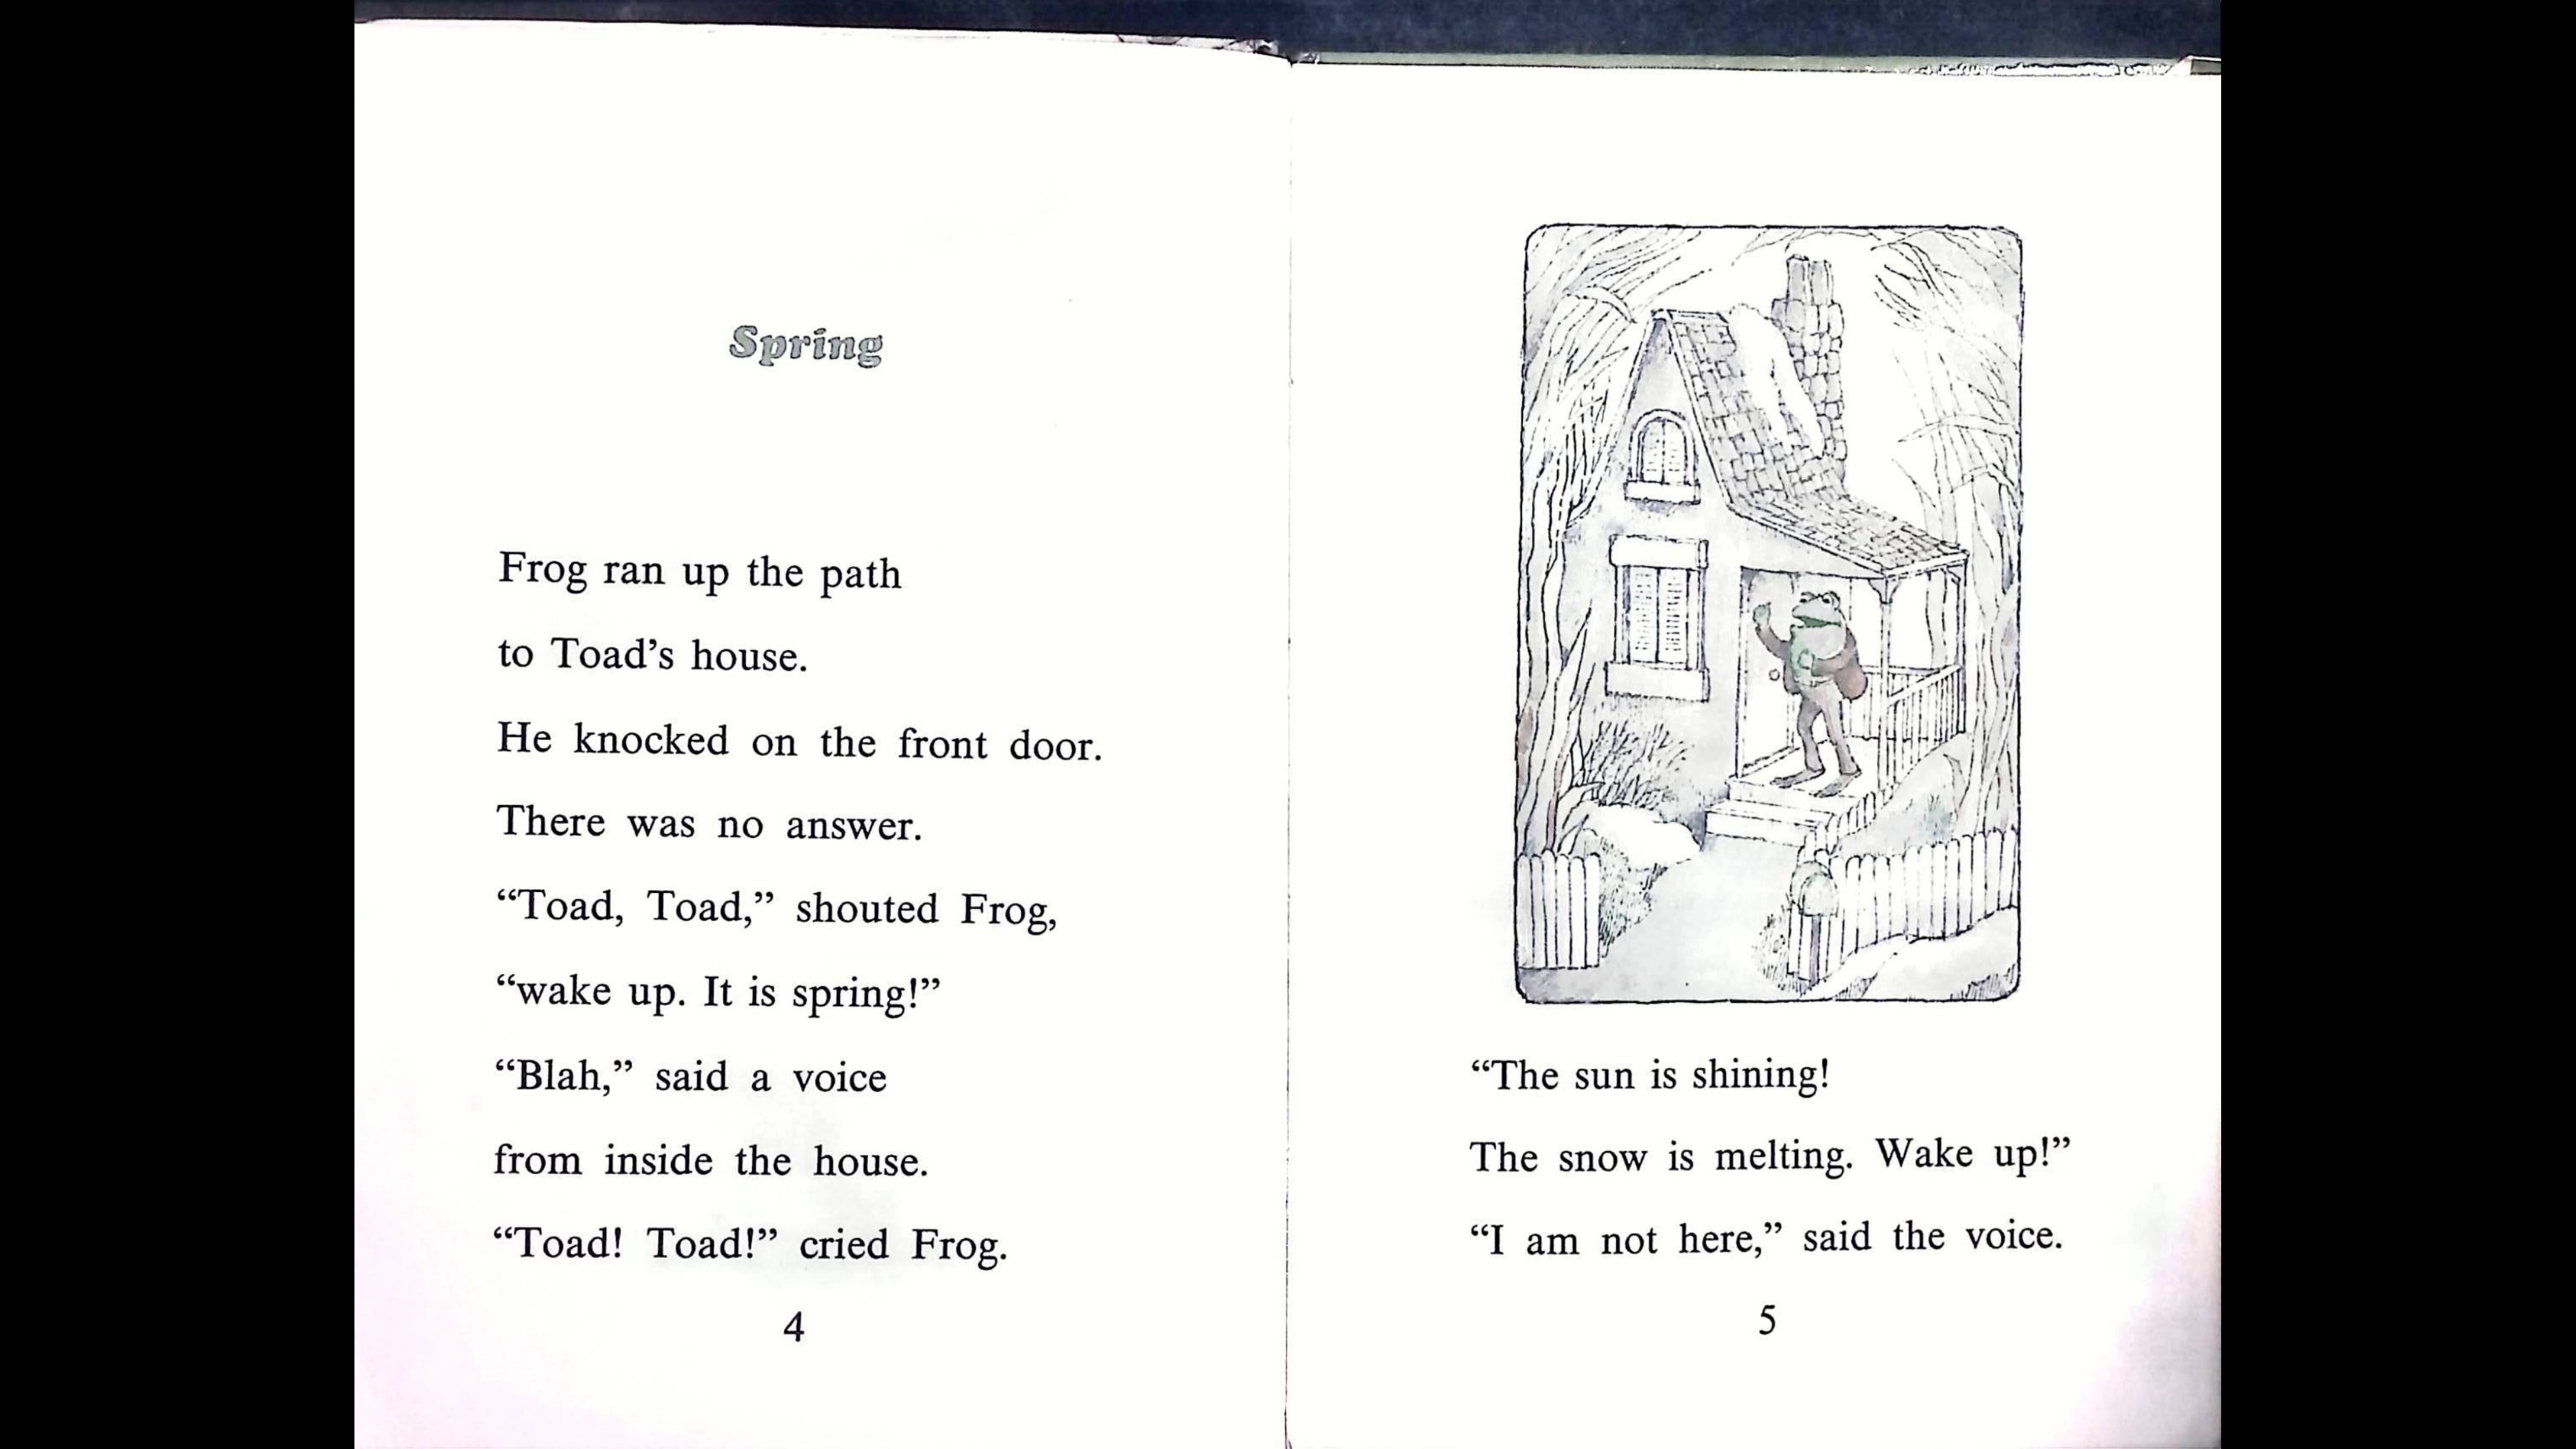 Spring
Frog ran up the path
to Toad’s house.
He knocked on the front door.
There was no answer.
“Toad, Toad,” shouted Frog,
“wake up. It is spring!”
“Blah,” said a voice
from inside the house.
“Toad! Toad!” cried Frog.
4
“The sun is shining!
The snow is melting. Wake up!”
“I am not here,” said the voice.
5